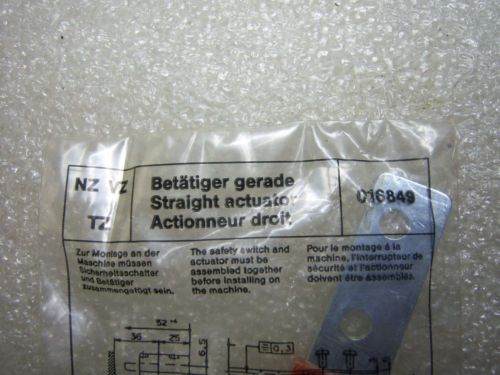 NZ VZ
TZ
Betätiger gerade
Straight actuator
Actionneur droit
016849
Zur Montage an der
Maschine müssen
Sicherheitsschalter
und Betätiger
zusammengefügt sein.
The safety switch and
actuator must be
assembled together
before installing on
the machine.
Pour le montage à la
machine, l'interrupteur de
sécurité et l'actionneur
doivent être assemblés.
52
36 25
6,5
0,3